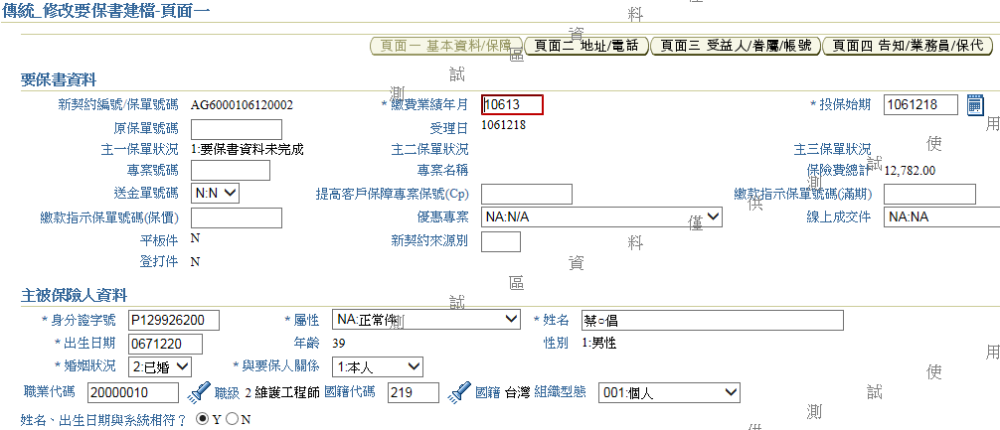 傳統_修改要保書建檔-頁面一
頁面一 基本資料/保障 頁面二 地址/電話 頁面三 受益人/眷屬/帳號 頁面四 告知/業務員/保代
要保書資料
新契約編號/保單號碼 AG6000106120002 * 繳費業績年月 10613 * 投保始期 1061218
原保單號碼 受理日 1061218
主一保單狀況 1:要保書資料未完成 主二保單狀況 主三保單狀況
專案號碼 專案名稱 保險費總計 12,782.00
送金單號碼 N:N 提高客戶保障專案保號(Cp) 繳款指示保單號碼(滿期)
繳款指示保單號碼(保價) 優惠專案 NA:N/A 線上成交件 NA:NA
平板件 N 新契約來源別
登打件 N
主被保險人資料
* 身分證字號 P129926200 * 屬性 NA:正常件 * 姓名 蔡○倡
* 出生日期 0671220 年齡 39 性別 1:男性
* 婚姻狀況 2:已婚 * 與要保人關係 1:本人
職業代碼 20000010 職級 2 維護工程師 國籍代碼 219 國籍 台灣 組織型態 001:個人
姓名、出生日期與系統相符? Y N
測試區資料僅供使用